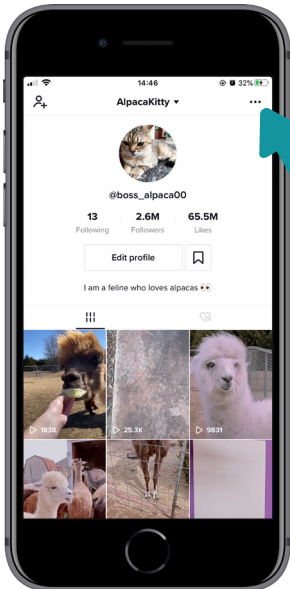 14:46 32%
AlpacaKitty
@boss_alpaca00
13 2.6M 65.5M
Following Followers Likes
Edit profile
I am a feline who loves alpacas 👀
1838 25.3K 9831